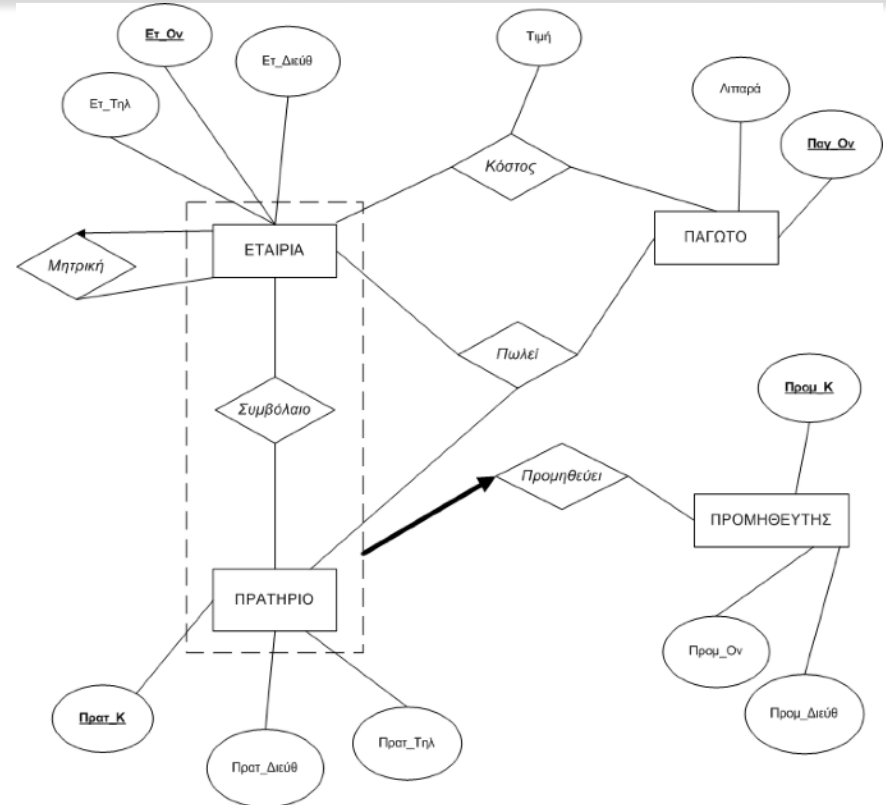 Ετ_Ον
Τιμή
Ετ_Διεύθ
Λιπαρά
Ετ_Τηλ
Παγ_Ον
Κόστος
ΕΤΑΙΡΙΑ
ΠΑΓΩΤΟ
Μητρική
Πωλεί
Προμ_Κ
Συμβόλαιο
Προμηθεύει
ΠΡΟΜΗΘΕΥΤΗΣ
ΠΡΑΤΗΡΙΟ
Προμ_Ον
Πρατ_Κ
Προμ_Διεύθ
Πρατ_Τηλ
Πρατ_Διεύθ